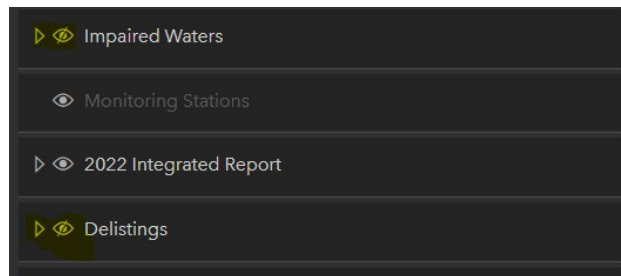 Impaired Waters
Monitoring Stations
2022 Integrated Report
Delistings